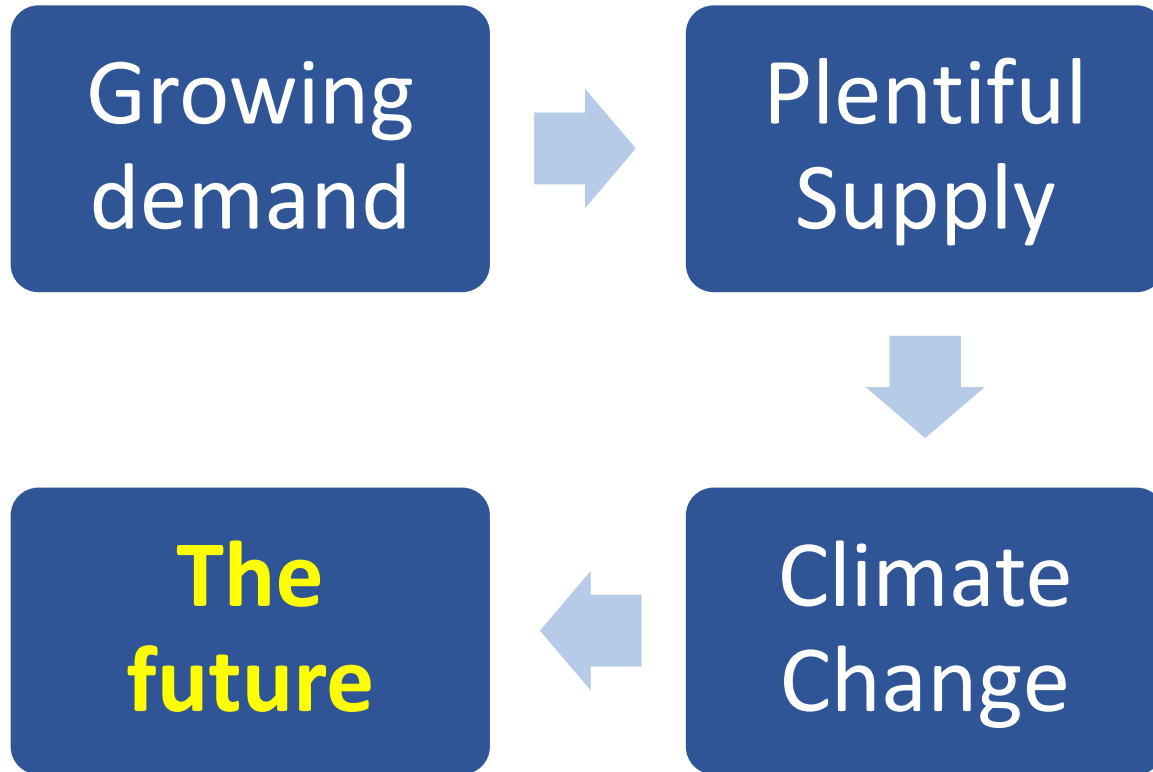 Growing
demand
Plentiful
Supply
Climate
Change
The
future